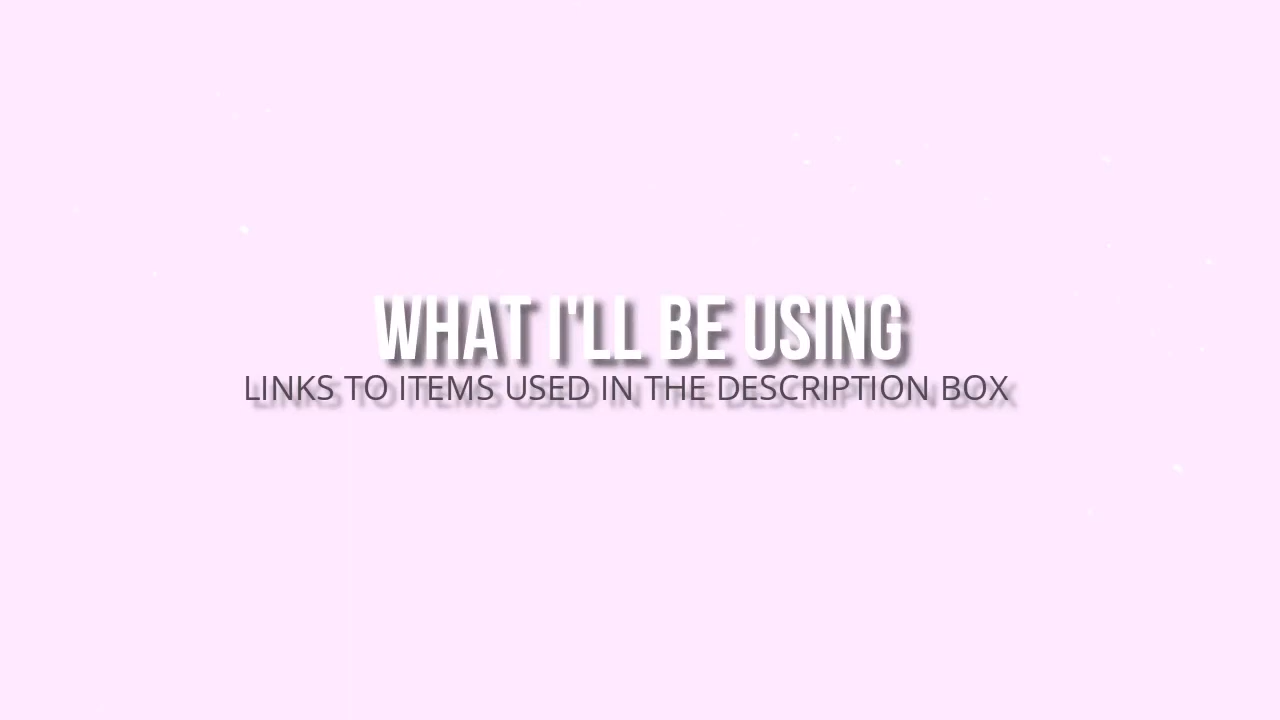 WHAT I'LL BE USING
LINKS TO ITEMS USED IN THE DESCRIPTION BOX